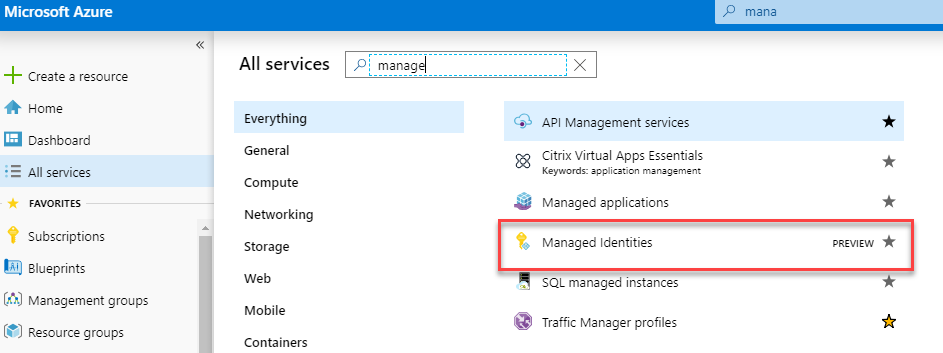 Microsoft Azure
mana
«
Create a resource
Home
Dashboard
All services
FAVORITES
Subscriptions
Blueprints
Management groups
Resource groups
All services
manage
Everything
General
Compute
Networking
Storage
Web
Mobile
Containers
API Management services
Citrix Virtual Apps Essentials
Keywords: application management
Managed applications
Managed Identities PREVIEW
SQL managed instances
Traffic Manager profiles